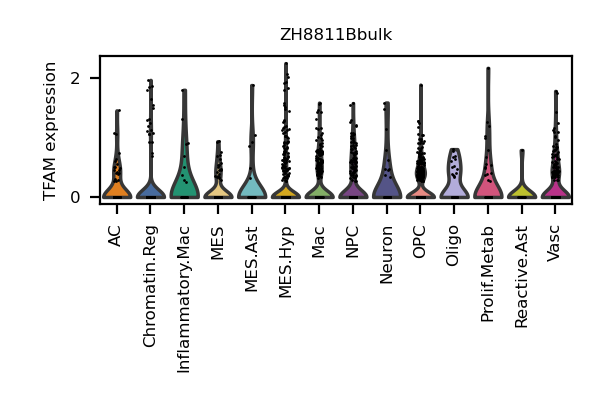 ZH8811Bbulk
TFAM expression
2
0
AC
Chromatin.Reg
Inflammatory.Mac
MES
MES.Ast
MES.Hyp
Mac
NPC
Neuron
OPC
Oligo
Prolif.Metab
Reactive.Ast
Vasc